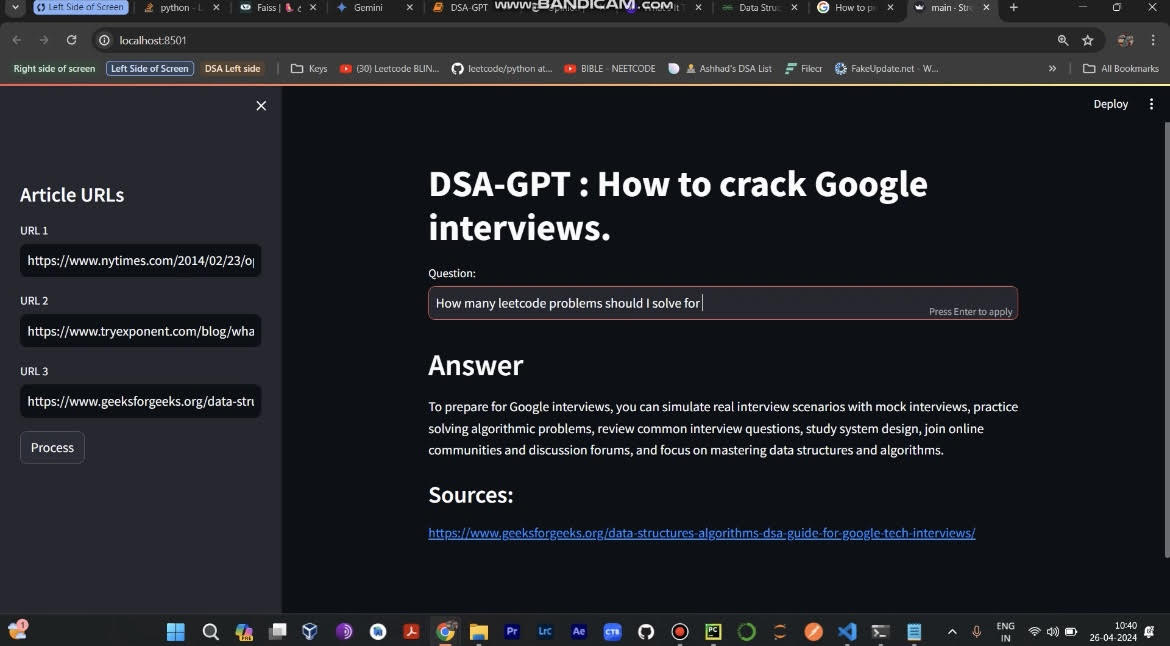 Left Side of Screen
python - L
Faiss |
Gemini
DSA-GPT
www.BANDICAM.com
Data Struc
How to pr
main · Stre
localhost:8501
Right side of screen
Left Side of Screen
DSA Left side
Keys
(30) Leetcode BLIN...
leetcode/python at...
BIBLE - NEETCODE
Ashhad's DSA List
Filecr
FakeUpdate.net - W...
»
All Bookmarks
Deploy
Article URLs
URL 1
https://www.nytimes.com/2014/02/23/o
URL 2
https://www.tryexponent.com/blog/wha
URL 3
https://www.geeksforgeeks.org/data-stru
Process
DSA-GPT : How to crack Google
interviews.
Question:
How many leetcode problems should I solve for
Press Enter to apply
Answer
To prepare for Google interviews, you can simulate real interview scenarios with mock interviews, practice
solving algorithmic problems, review common interview questions, study system design, join online
communities and discussion forums, and focus on mastering data structures and algorithms.
Sources:
https://www.geeksforgeeks.org/data-structures-algorithms-dsa-guide-for-google-tech-interviews/
1
PRE
Pr
Lrc
Ae
CTB
PC
ENG
IN
10:40
26-04-2024